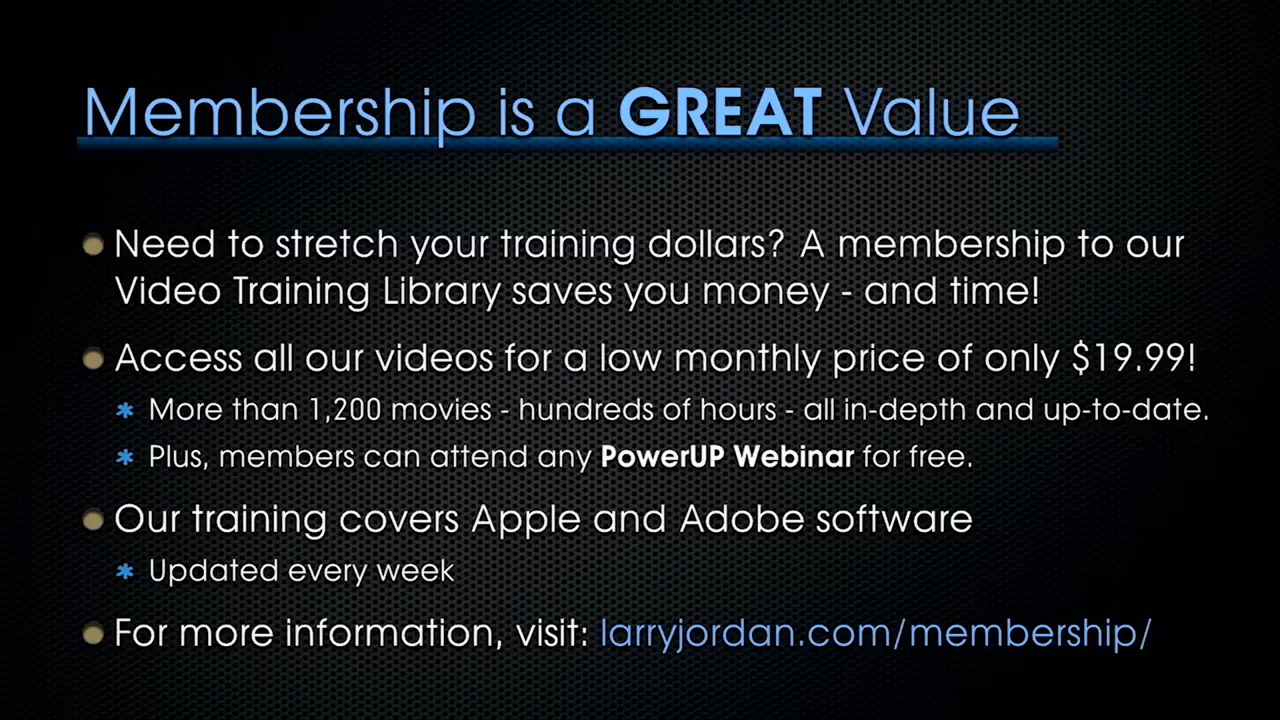 Membership is a GREAT Value
Need to stretch your training dollars? A membership to our
Video Training Library saves you money - and time!
Access all our videos for a low monthly price of only $19.99!
* More than 1,200 movies - hundreds of hours - all in-depth and up-to-date.
* Plus, members can attend any PowerUP Webinar for free.
Our training covers Apple and Adobe software
* Updated every week
For more information, visit: larryjordan.com/membership/